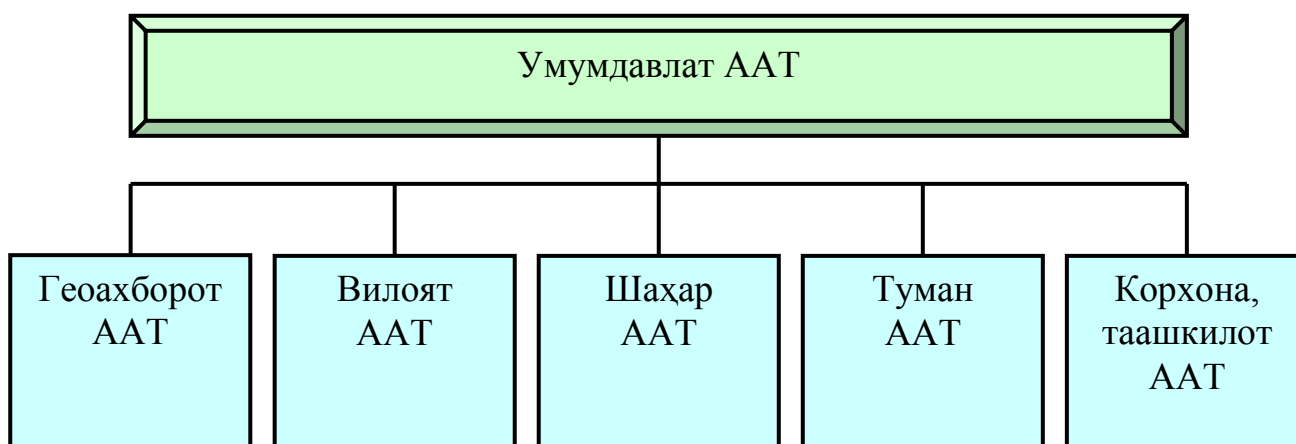 Умумдавлат ААТ
Геоахборот
ААТ
Вилоят
ААТ
Шаҳар
ААТ
Туман
ААТ
Корхона,
таашкилот
ААТ